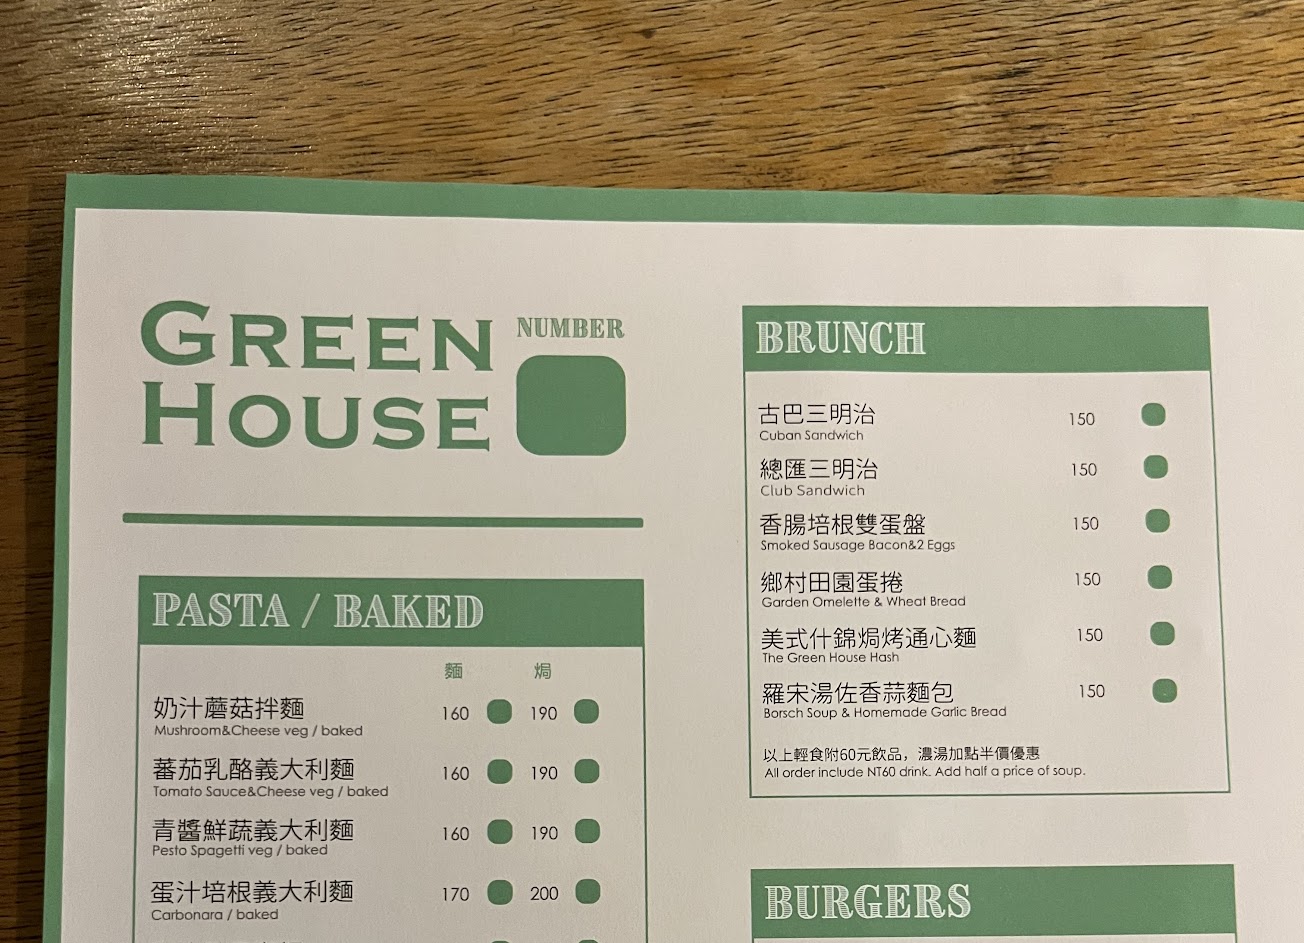 GREEN
HOUSE
NUMBER
PASTA / BAKED
麵 焗
奶汁蘑菇拌麵 160 190
Mushroom&Cheese veg / baked
蕃茄乳酪義大利麵 160 190
Tomato Sauce&Cheese veg / baked
青醬鮮蔬義大利麵 160 190
Pesto Spagetti veg / baked
蛋汁培根義大利麵 170 200
Carbonara / baked
BRUNCH
古巴三明治 150
Cuban Sandwich
總匯三明治 150
Club Sandwich
香腸培根雙蛋盤 150
Smoked Sausage Bacon&2 Eggs
鄉村田園蛋捲 150
Garden Omelette & Wheat Bread
美式什錦焗烤通心麵 150
The Green House Hash
羅宋湯佐香蒜麵包 150
Borsch Soup & Homemade Garlic Bread
以上輕食附60元飲品，濃湯加點半價優惠
All order include NT60 drink. Add half a price of soup.
BURGERS